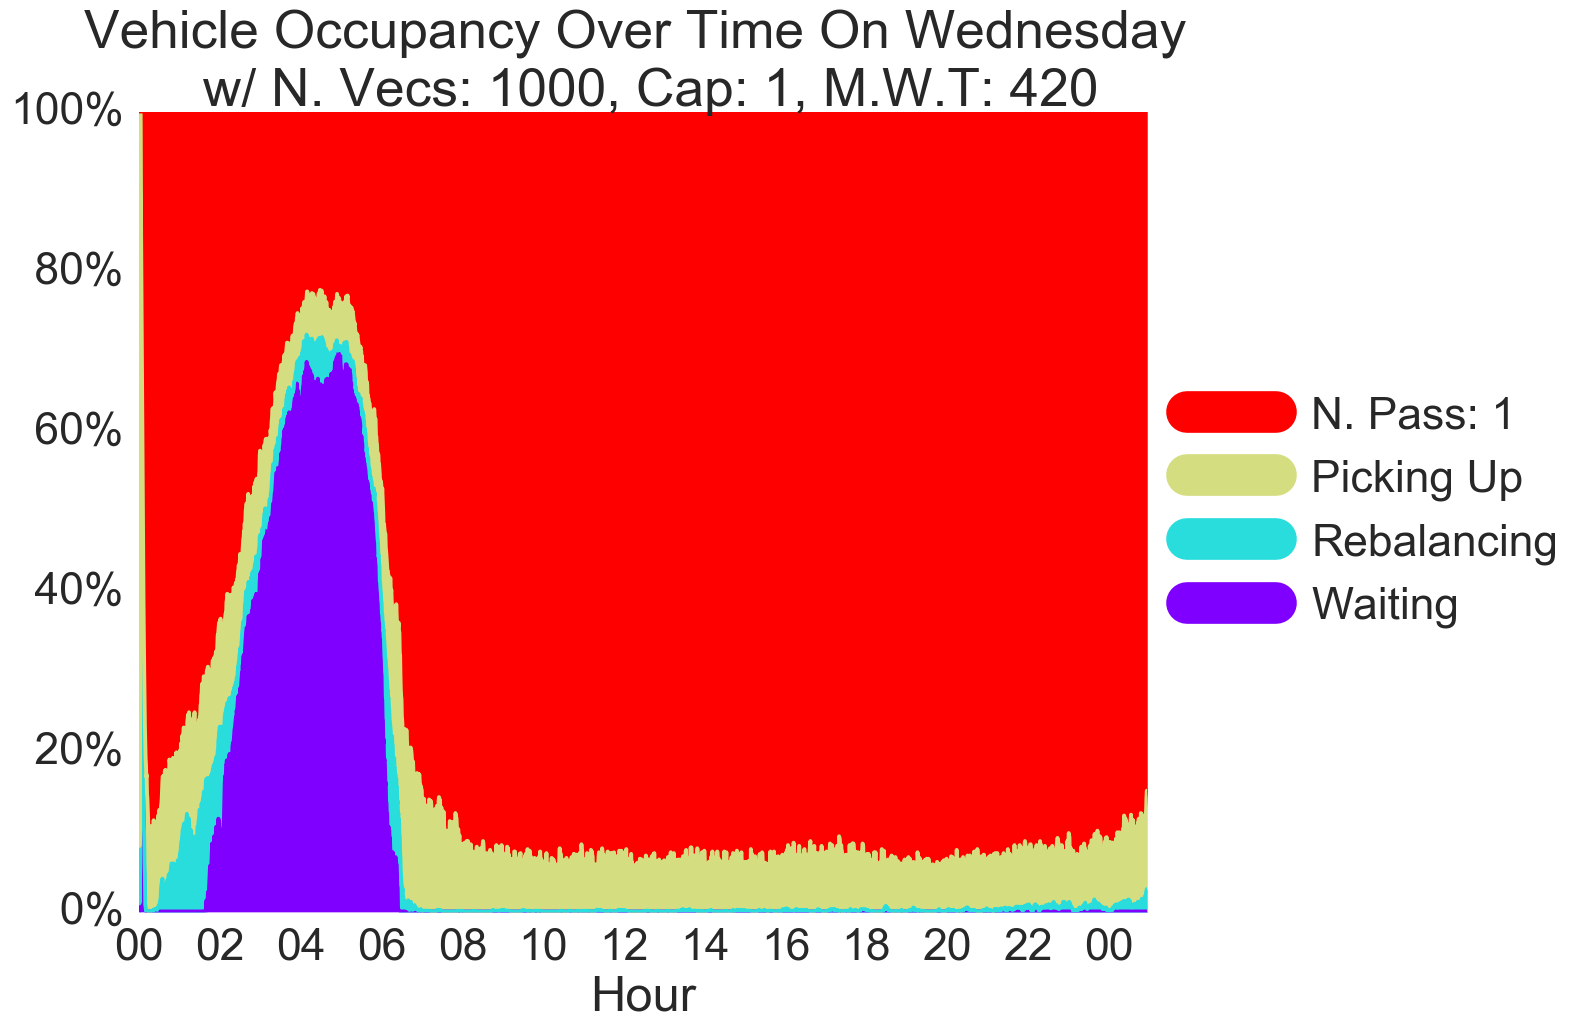 Vehicle Occupancy Over Time On Wednesday
w/ N. Vecs: 1000, Cap: 1, M.W.T: 420
100%
80%
60%
40%
20%
0%
00 02 04 06 08 10 12 14 16 18 20 22 00
Hour
N. Pass: 1
Picking Up
Rebalancing
Waiting